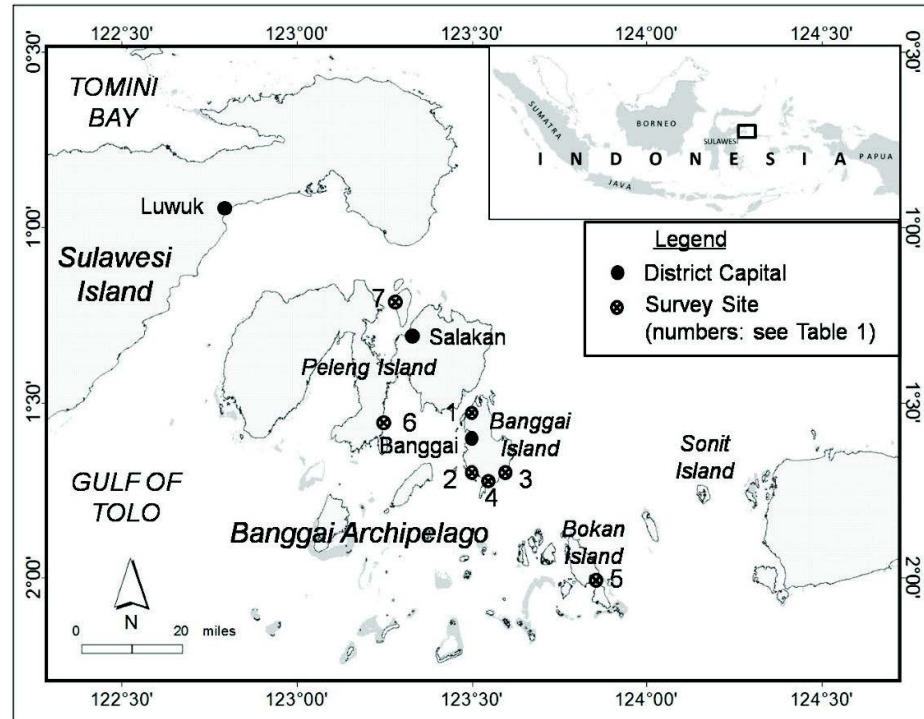 122°30'
123°00'
123°30'
124°00'
124°30'
0°30'
0°30'
TOMINI
BAY
SUMATRA
BORNEO
SULAWESI
PAPUA
INDONESIA
JAVA
Luwuk
1°00'
1°00'
Sulawesi
Island
Legend
District Capital
Survey Site
(numbers: see Table 1)
7
Salakan
Peleng Island
1°30'
1°30'
1
Banggai
Island
6
Banggai
Sonit
Island
2
3
4
GULF OF
TOLO
Banggai Archipelago
Bokan
Island
2°00'
2°00'
5
N
0 20 miles
122°30'
123°00'
123°30'
124°00'
124°30'